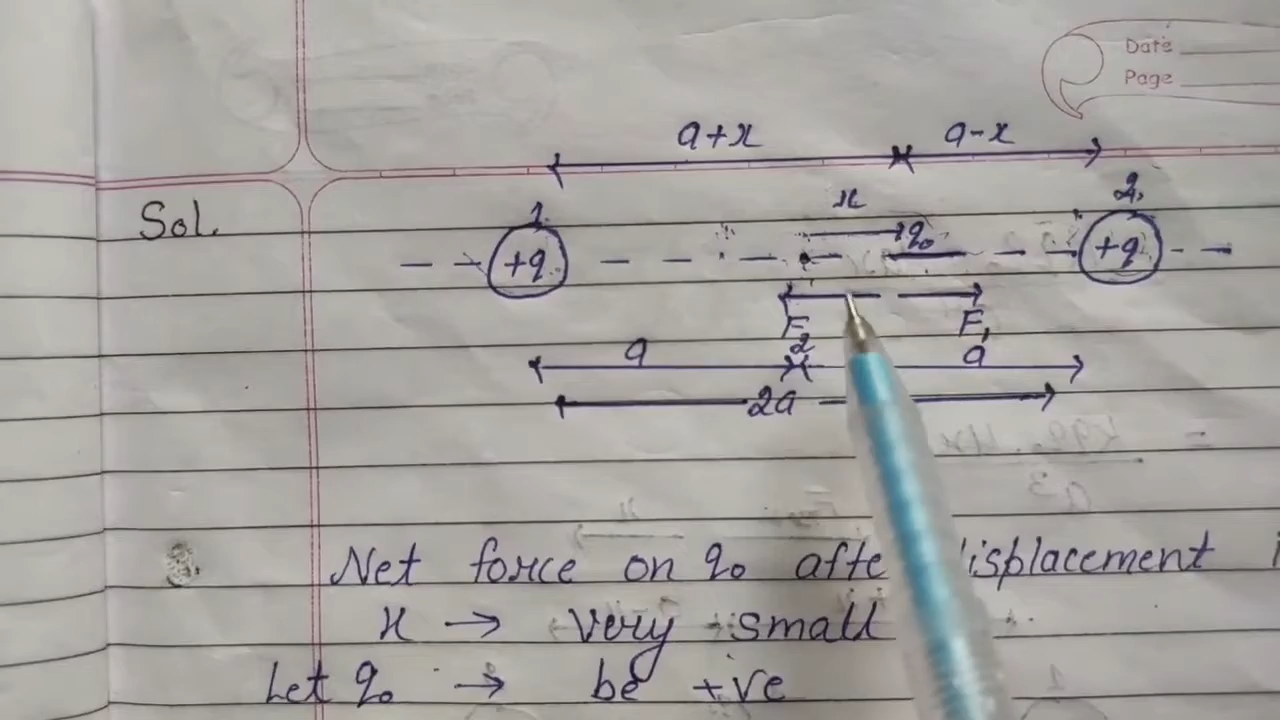 Date
Page
a+x a-x
Sol.
1 x 2
+q q₀ +q
F₂ F₁
a a
2a
Net force on q₀ afte displacement
x → very small
Let q₀ → be +ve